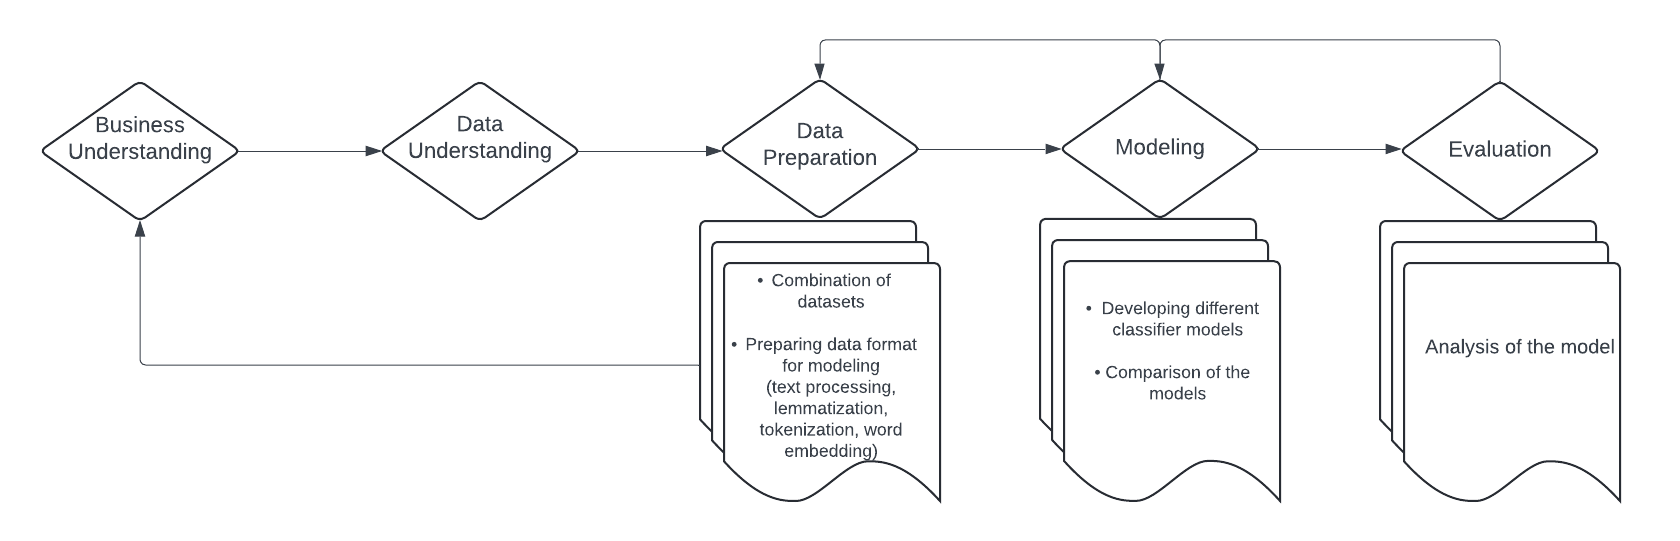 Business
Understanding
Data
Understanding
Data
Preparation
Modeling
Evaluation
• Combination of
datasets
• Preparing data format
for modeling
(text processing,
lemmatization,
tokenization, word
embedding)
• Developing different
classifier models
• Comparison of the
models
Analysis of the model